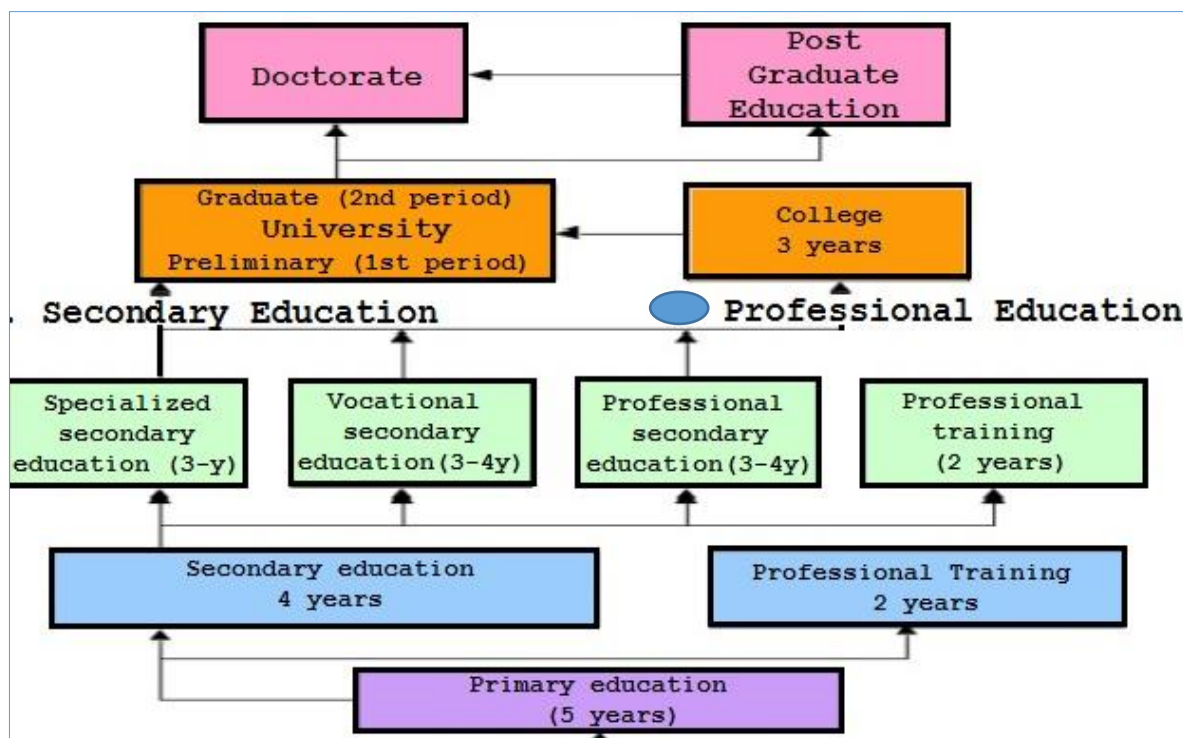 Doctorate
Post
Graduate
Education
Graduate (2nd period)
University
Preliminary (1st period)
College
3 years
. Secondary Education
Professional Education
Specialized
secondary
education (3-y)
Vocational
secondary
education(3-4y)
Professional
secondary
education(3-4y)
Professional
training
(2 years)
Secondary education
4 years
Professional Training
2 years
Primary education
(5 years)